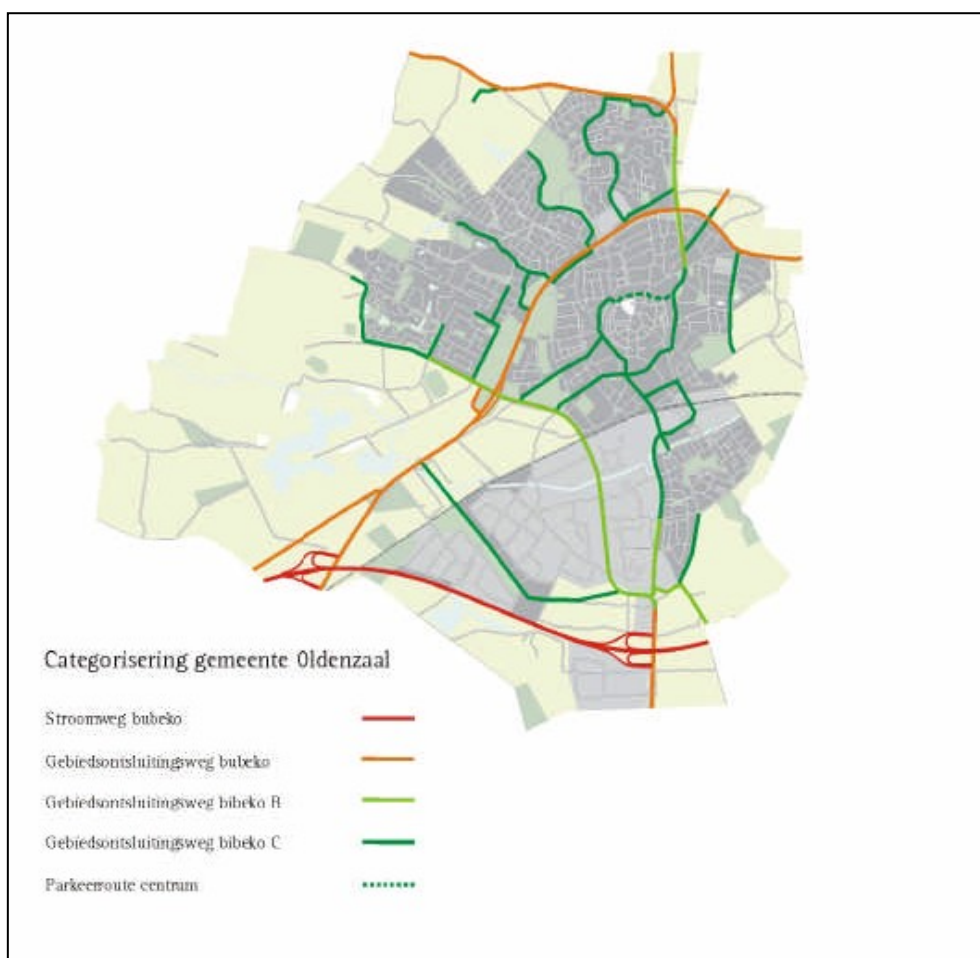 Categorisering gemeente Oldenzaal
Stroomweg bubeko
Gebiedsontsluitingsweg bubeko
Gebiedsontsluitingsweg bibeko B
Gebiedsontsluitingsweg bibeko C
Parkeerroute centrum